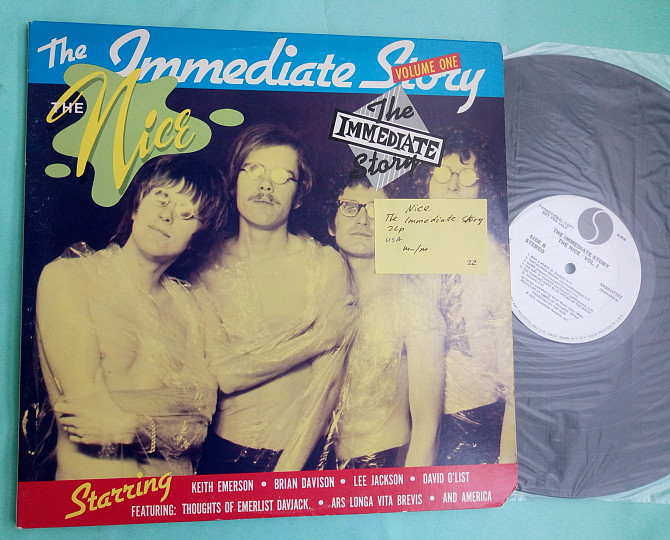 The Immediate Story
VOLUME ONE
THE
Nice
The
IMMEDIATE
Story
Nice
The Immediate Story
2LP
USA
m-/m
22
Starring
KEITH EMERSON • BRIAN DAVISON • LEE JACKSON • DAVID O'LIST
FEATURING: THOUGHTS OF EMERLIST DAVJACK, • ARS LONGA VITA BREVIS • AND AMERICA
S
SIDE B
STEREO
THE IMMEDIATE STORY
THE NICE - VOL. I